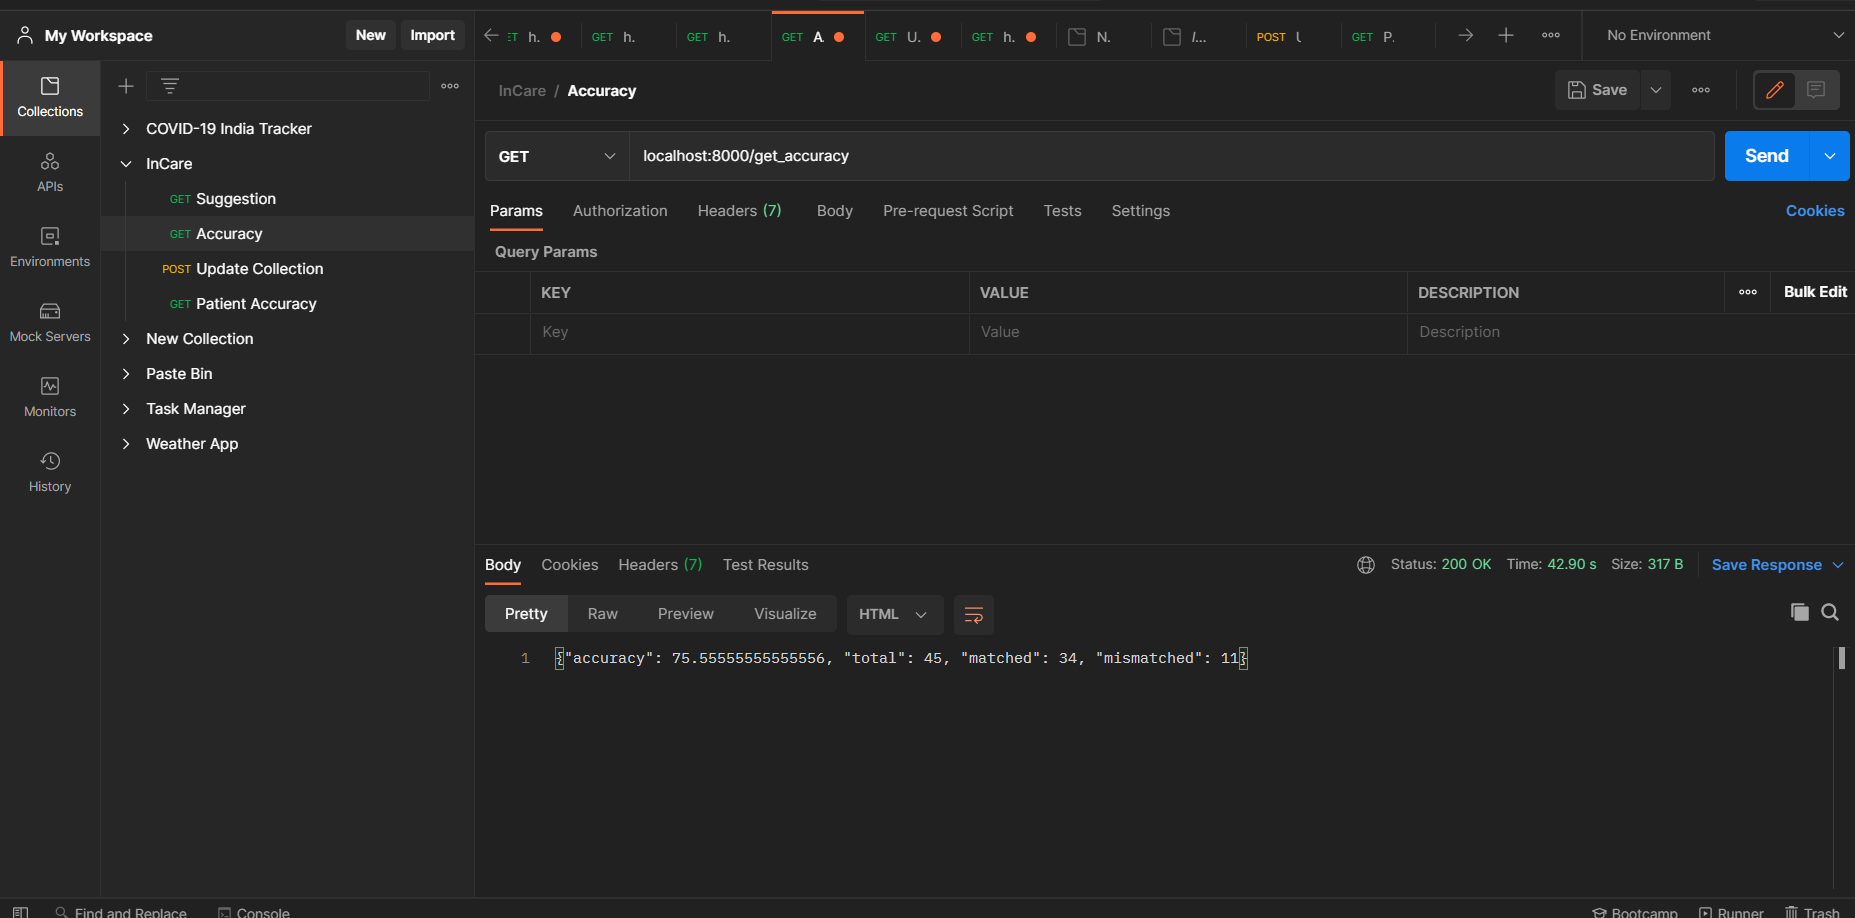 My Workspace
New
Import
ET h.
GET h.
GET h.
GET A
GET U.
GET h.
N.
I...
POST
GET P.
No Environment
Collections
APIs
Environments
Mock Servers
Monitors
History
COVID-19 India Tracker
InCare
GET Suggestion
GET Accuracy
POST Update Collection
GET Patient Accuracy
New Collection
Paste Bin
Task Manager
Weather App
InCare / Accuracy
Save
GET
localhost:8000/get_accuracy
Send
Params Authorization Headers (7) Body Pre-request Script Tests Settings
Cookies
Query Params
KEY VALUE DESCRIPTION
Bulk Edit
Key Value Description
Body Cookies Headers (7) Test Results
Status: 200 OK Time: 42.90 s Size: 317 B
Save Response
Pretty Raw Preview Visualize
HTML
1 {"accuracy": 75.55555555555556, "total": 45, "matched": 34, "mismatched": 11}
Find and Replace
Console
Bootcamp
Runner
Trash